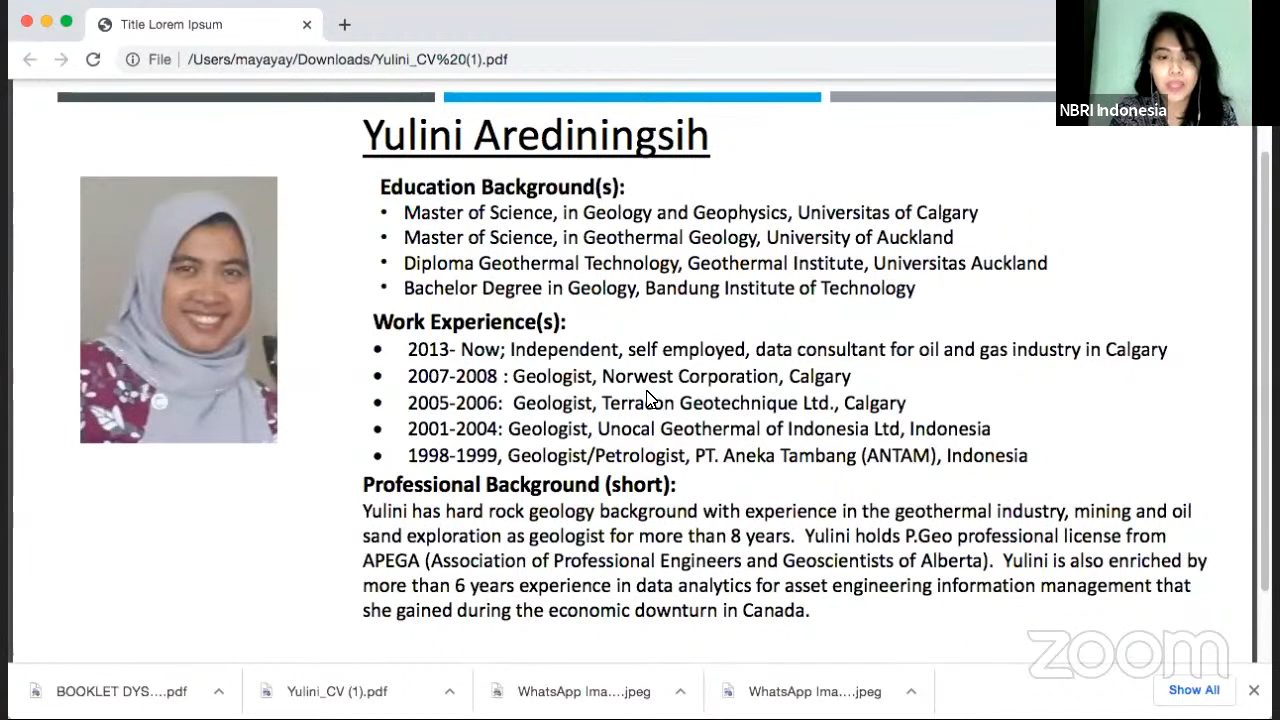 Title Lorem Ipsum
File
/Users/mayayay/Downloads/Yulini_CV%20(1).pdf
NBRI Indonesia
Yulini Arediningsih
Education Background(s):
• Master of Science, in Geology and Geophysics, Universitas of Calgary
• Master of Science, in Geothermal Geology, University of Auckland
• Diploma Geothermal Technology, Geothermal Institute, Universitas Auckland
• Bachelor Degree in Geology, Bandung Institute of Technology
Work Experience(s):
• 2013- Now; Independent, self employed, data consultant for oil and gas industry in Calgary
• 2007-2008 : Geologist, Norwest Corporation, Calgary
• 2005-2006: Geologist, Terracon Geotechnique Ltd., Calgary
• 2001-2004: Geologist, Unocal Geothermal of Indonesia Ltd, Indonesia
• 1998-1999, Geologist/Petrologist, PT. Aneka Tambang (ANTAM), Indonesia
Professional Background (short):
Yulini has hard rock geology background with experience in the geothermal industry, mining and oil
sand exploration as geologist for more than 8 years. Yulini holds P.Geo professional license from
APEGA (Association of Professional Engineers and Geoscientists of Alberta). Yulini is also enriched by
more than 6 years experience in data analytics for asset engineering information management that
she gained during the economic downturn in Canada.
zoom
BOOKLET DYS....pdf
Yulini_CV (1).pdf
WhatsApp Ima....jpeg
WhatsApp Ima....jpeg
Show All